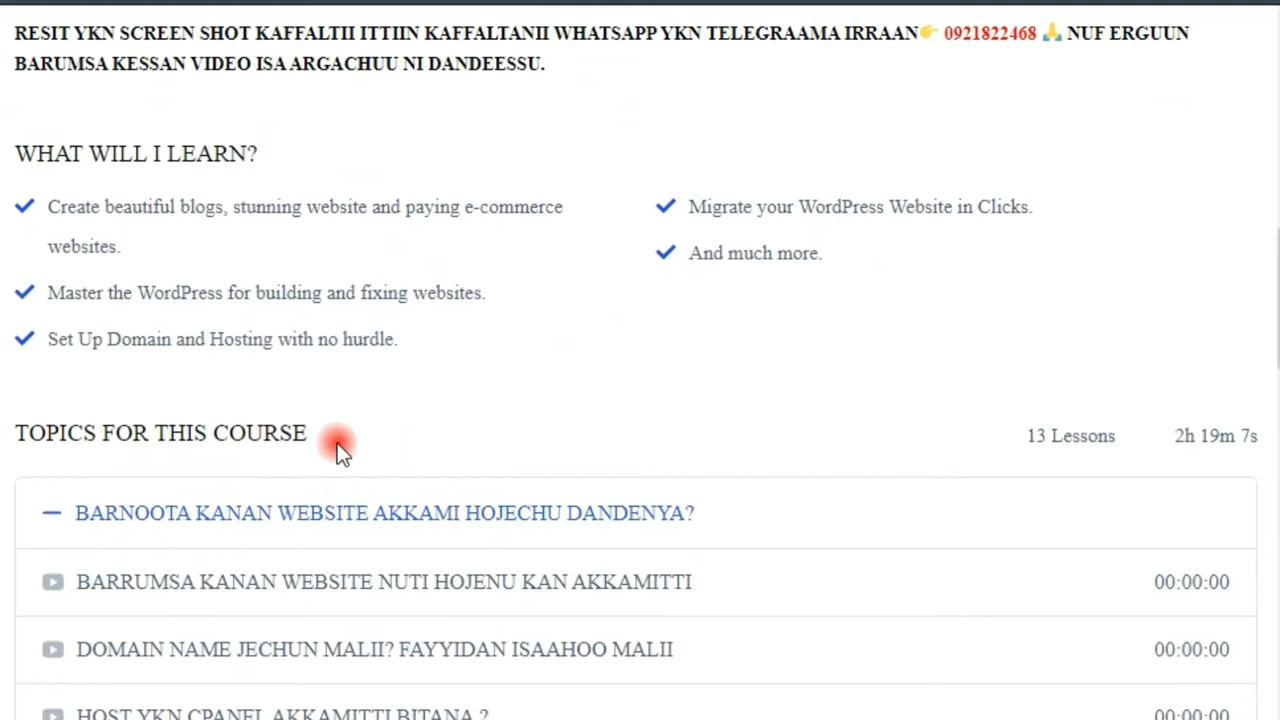 RESIT YKN SCREEN SHOT KAFFALTII ITTIIN KAFFALTANII WHATSAPP YKN TELEGRAAMA IRRAAN👉 0921822468 🙏 NUF ERGUUN
BARUMSA KESSAN VIDEO ISA ARGACHUU NI DANDEESSU.
WHAT WILL I LEARN?
Create beautiful blogs, stunning website and paying e-commerce
websites.
Master the WordPress for building and fixing websites.
Set Up Domain and Hosting with no hurdle.
Migrate your WordPress Website in Clicks.
And much more.
TOPICS FOR THIS COURSE
13 Lessons 2h 19m 7s
BARNOOTA KANAN WEBSITE AKKAMI HOJECHU DANDENYA?
BARRUMSA KANAN WEBSITE NUTI HOJENU KAN AKKAMITTI 00:00:00
DOMAIN NAME JECHUN MALII? FAYYIDAN ISAAHOO MALII 00:00:00
HOST YKN CPANEL AKKAMITTI BITANA ? 00:00:00